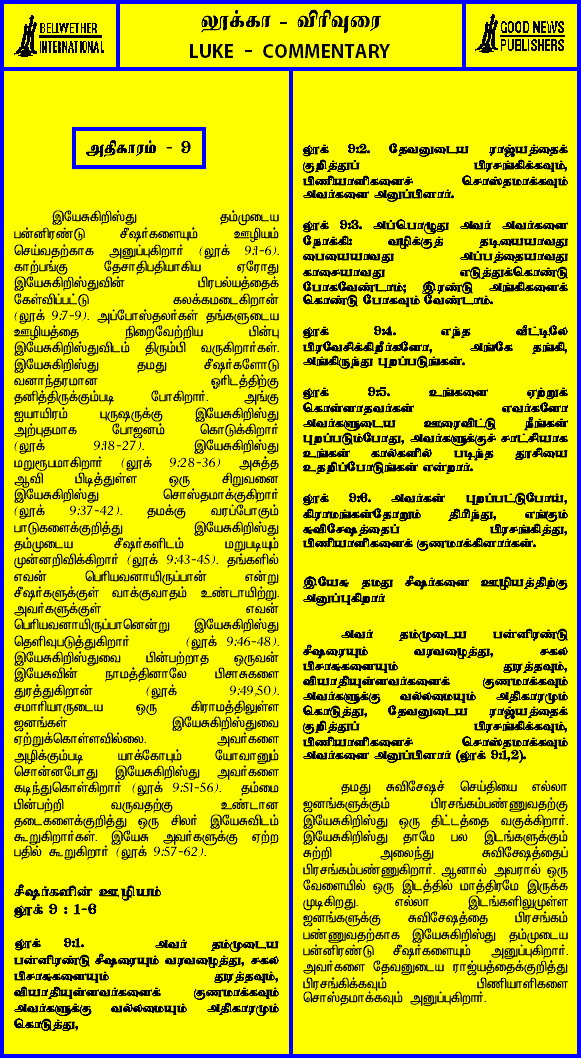 BELLWETHER
INTERNATIONAL
லூக்கா - விரிவுரை
LUKE - COMMENTARY
GOOD NEWS
PUBLISHERS
அதிகாரம் - 9
இயேசுகிறிஸ்து தம்முடைய
பன்னிரண்டு சீஷர்களையும் ஊழியம்
செய்வதற்காக அனுப்புகிறார் (லூக் 9:1-6).
காற்பங்கு தேசாதிபதியாகிய ஏரோது
இயேசுகிறிஸ்துவின் பிரபல்யத்தைக்
கேள்விப்பட்டு கலக்கமடைகிறான்
(லூக் 9:7-9). அப்போஸ்தலர்கள் தங்களுடைய
ஊழியத்தை நிறைவேற்றிய பின்பு
இயேசுகிறிஸ்துவிடம் திரும்பி வருகிறார்கள்.
இயேசுகிறிஸ்து தமது சீஷர்களோடு
வனாந்தரமான ஓரிடத்திற்கு
தனித்திருக்கும்படி போகிறார். அங்கு
ஐயாயிரம் புருஷருக்கு இயேசுகிறிஸ்து
அற்புதமாக போஜனம் கொடுக்கிறார்
(லூக் 9:18-27). இயேசுகிறிஸ்து
மறுரூபமாகிறார் (லூக் 9:28-36) அசுத்த
ஆவி பிடித்துள்ள ஒரு சிறுவனை
இயேசுகிறிஸ்து சொஸ்தமாக்குகிறார்
(லூக் 9:37-42). தமக்கு வரப்போகும்
பாடுகளைக்குறித்து இயேசுகிறிஸ்து
தம்முடைய சீஷர்களிடம் மறுபடியும்
முன்னறிவிக்கிறார் (லூக் 9:43-45). தங்களில்
எவன் பெரியவனாயிருப்பான் என்று
சீஷர்களுக்குள் வாக்குவாதம் உண்டாயிற்று.
அவர்களுக்குள் எவன்
பெரியவனாயிருப்பானென்று இயேசுகிறிஸ்து
தெளிவுபடுத்துகிறார் (லூக் 9:46-48).
இயேசுகிறிஸ்துவை பின்பற்றாத ஒருவன்
இயேசுவின் நாமத்தினாலே பிசாசுகளை
துரத்துகிறான் (லூக் 9:49,50).
சமாரியாருடைய ஒரு கிராமத்திலுள்ள
ஜனங்கள் இயேசுகிறிஸ்துவை
ஏற்றுக்கொள்ளவில்லை. அவர்களை
அழிக்கும்படி யாக்கோபும் யோவானும்
சொன்னபோது இயேசுகிறிஸ்து அவர்களை
கடிந்துகொள்கிறார் (லூக் 9:51-56). தம்மை
பின்பற்றி வருவதற்கு உண்டான
தடைகளைக்குறித்து ஒரு சிலர் இயேசுவிடம்
கூறுகிறார்கள். இயேசு அவர்களுக்கு ஏற்ற
பதில் கூறுகிறார் (லூக் 9:57-62).
சீஷர்களின் ஊழியம்
லூக் 9 : 1-6
லூக் 9:1. அவர் தம்முடைய
பன்னிரண்டு சீஷரையும் வரவழைத்து, சகல
பிசாசுகளையும் துரத்தவும்,
வியாதியுள்ளவர்களைக் குணமாக்கவும்
அவர்களுக்கு வல்லமையும் அதிகாரமும்
கொடுத்து,
லூக் 9:2. தேவனுடைய ராஜ்யத்தைக்
குறித்துப் பிரசங்கிக்கவும்,
பிணியாளிகளைச் சொஸ்தமாக்கவும்
அவர்களை அனுப்பினார்.
லூக் 9:3. அப்பொழுது அவர் அவர்களை
நோக்கி: வழிக்குத் தடியையாவது
பையையாவது அப்பத்தையாவது
காசையாவது எடுத்துக்கொண்டு
போகவேண்டாம்; இரண்டு அங்கிகளைக்
கொண்டு போகவும் வேண்டாம்.
லூக் 9:4. எந்த வீட்டிலே
பிரவேசிக்கிறீர்களோ, அங்கே தங்கி,
அங்கிருந்து புறப்படுங்கள்.
லூக் 9:5. உங்களை ஏற்றுக்
கொள்ளாதவர்கள் எவர்களோ
அவர்களுடைய ஊரைவிட்டு நீங்கள்
புறப்படும்போது, அவர்களுக்குச் சாட்சியாக
உங்கள் கால்களில் படிந்த தூசியை
உதறிப்போடுங்கள் என்றார்.
லூக் 9:6. அவர்கள் புறப்பட்டுபோய்,
கிராமங்கள்தோறும் திரிந்து, எங்கும்
சுவிசேஷத்தைப் பிரசங்கித்து,
பிணியாளிகளைக் குணமாக்கினார்கள்.
இயேசு தமது சீஷர்களை ஊழியத்திற்கு
அனுப்புகிறார்
அவர் தம்முடைய பன்னிரண்டு
சீஷரையும் வரவழைத்து, சகல
பிசாசுகளையும் துரத்தவும்,
வியாதியுள்ளவர்களைக் குணமாக்கவும்
அவர்களுக்கு வல்லமையும் அதிகாரமும்
கொடுத்து, தேவனுடைய ராஜ்யத்தைக்
குறித்துப் பிரசங்கிக்கவும்,
பிணியாளிகளைச் சொஸ்தமாக்கவும்
அவர்களை அனுப்பினார் (லூக் 9:1,2).
தமது சுவிசேஷச் செய்தியை எல்லா
ஜனங்களுக்கும் பிரசங்கம்பண்ணுவதற்கு
இயேசுகிறிஸ்து ஒரு திட்டத்தை வகுக்கிறார்.
இயேசுகிறிஸ்து தாமே பல இடங்களுக்கும்
சுற்றி அலைந்து சுவிசேஷத்தைப்
பிரசங்கம்பண்ணுகிறார். ஆனால் அவரால் ஒரு
வேளையில் ஒரு இடத்தில் மாத்திரமே இருக்க
முடிகிறது. எல்லா இடங்களிலுமுள்ள
ஜனங்களுக்கு சுவிசேஷத்தை பிரசங்கம்
பண்ணுவதற்காக இயேசுகிறிஸ்து தம்முடைய
பன்னிரண்டு சீஷர்களையும் அனுப்புகிறார்.
அவர்களை தேவனுடைய ராஜ்யத்தைக்குறித்து
பிரசங்கிக்கவும் பிணியாளிகளை
சொஸ்தமாக்கவும் அனுப்புகிறார்.